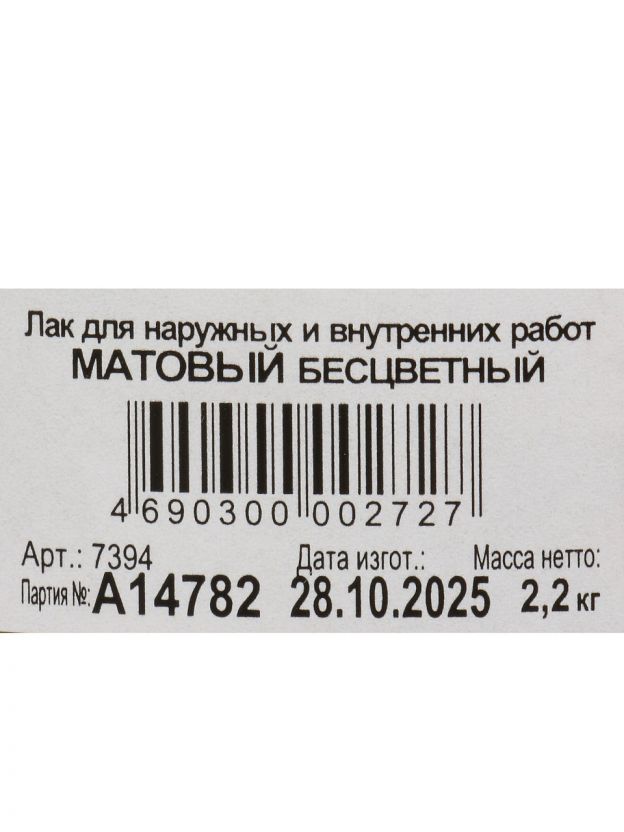 Лак для наружных и внутренних работ
МАТОВЫЙ БЕСЦВЕТНЫЙ
4 690300 002727
Арт.: 7394 Дата изгот.: Масса нетто:
Партия №: А14782 28.10.2025 2,2 кг